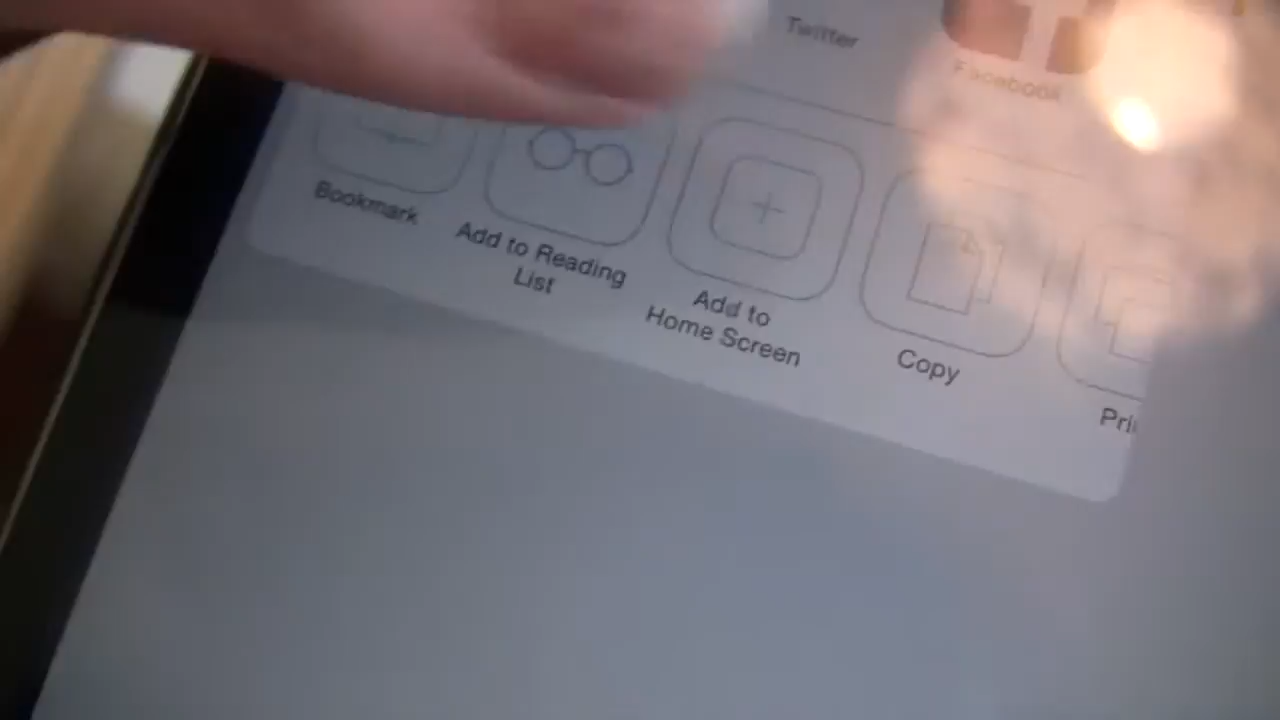 Twitter
Facebook
Bookmark
Add to Reading
List
Add to
Home Screen
Copy
Pri